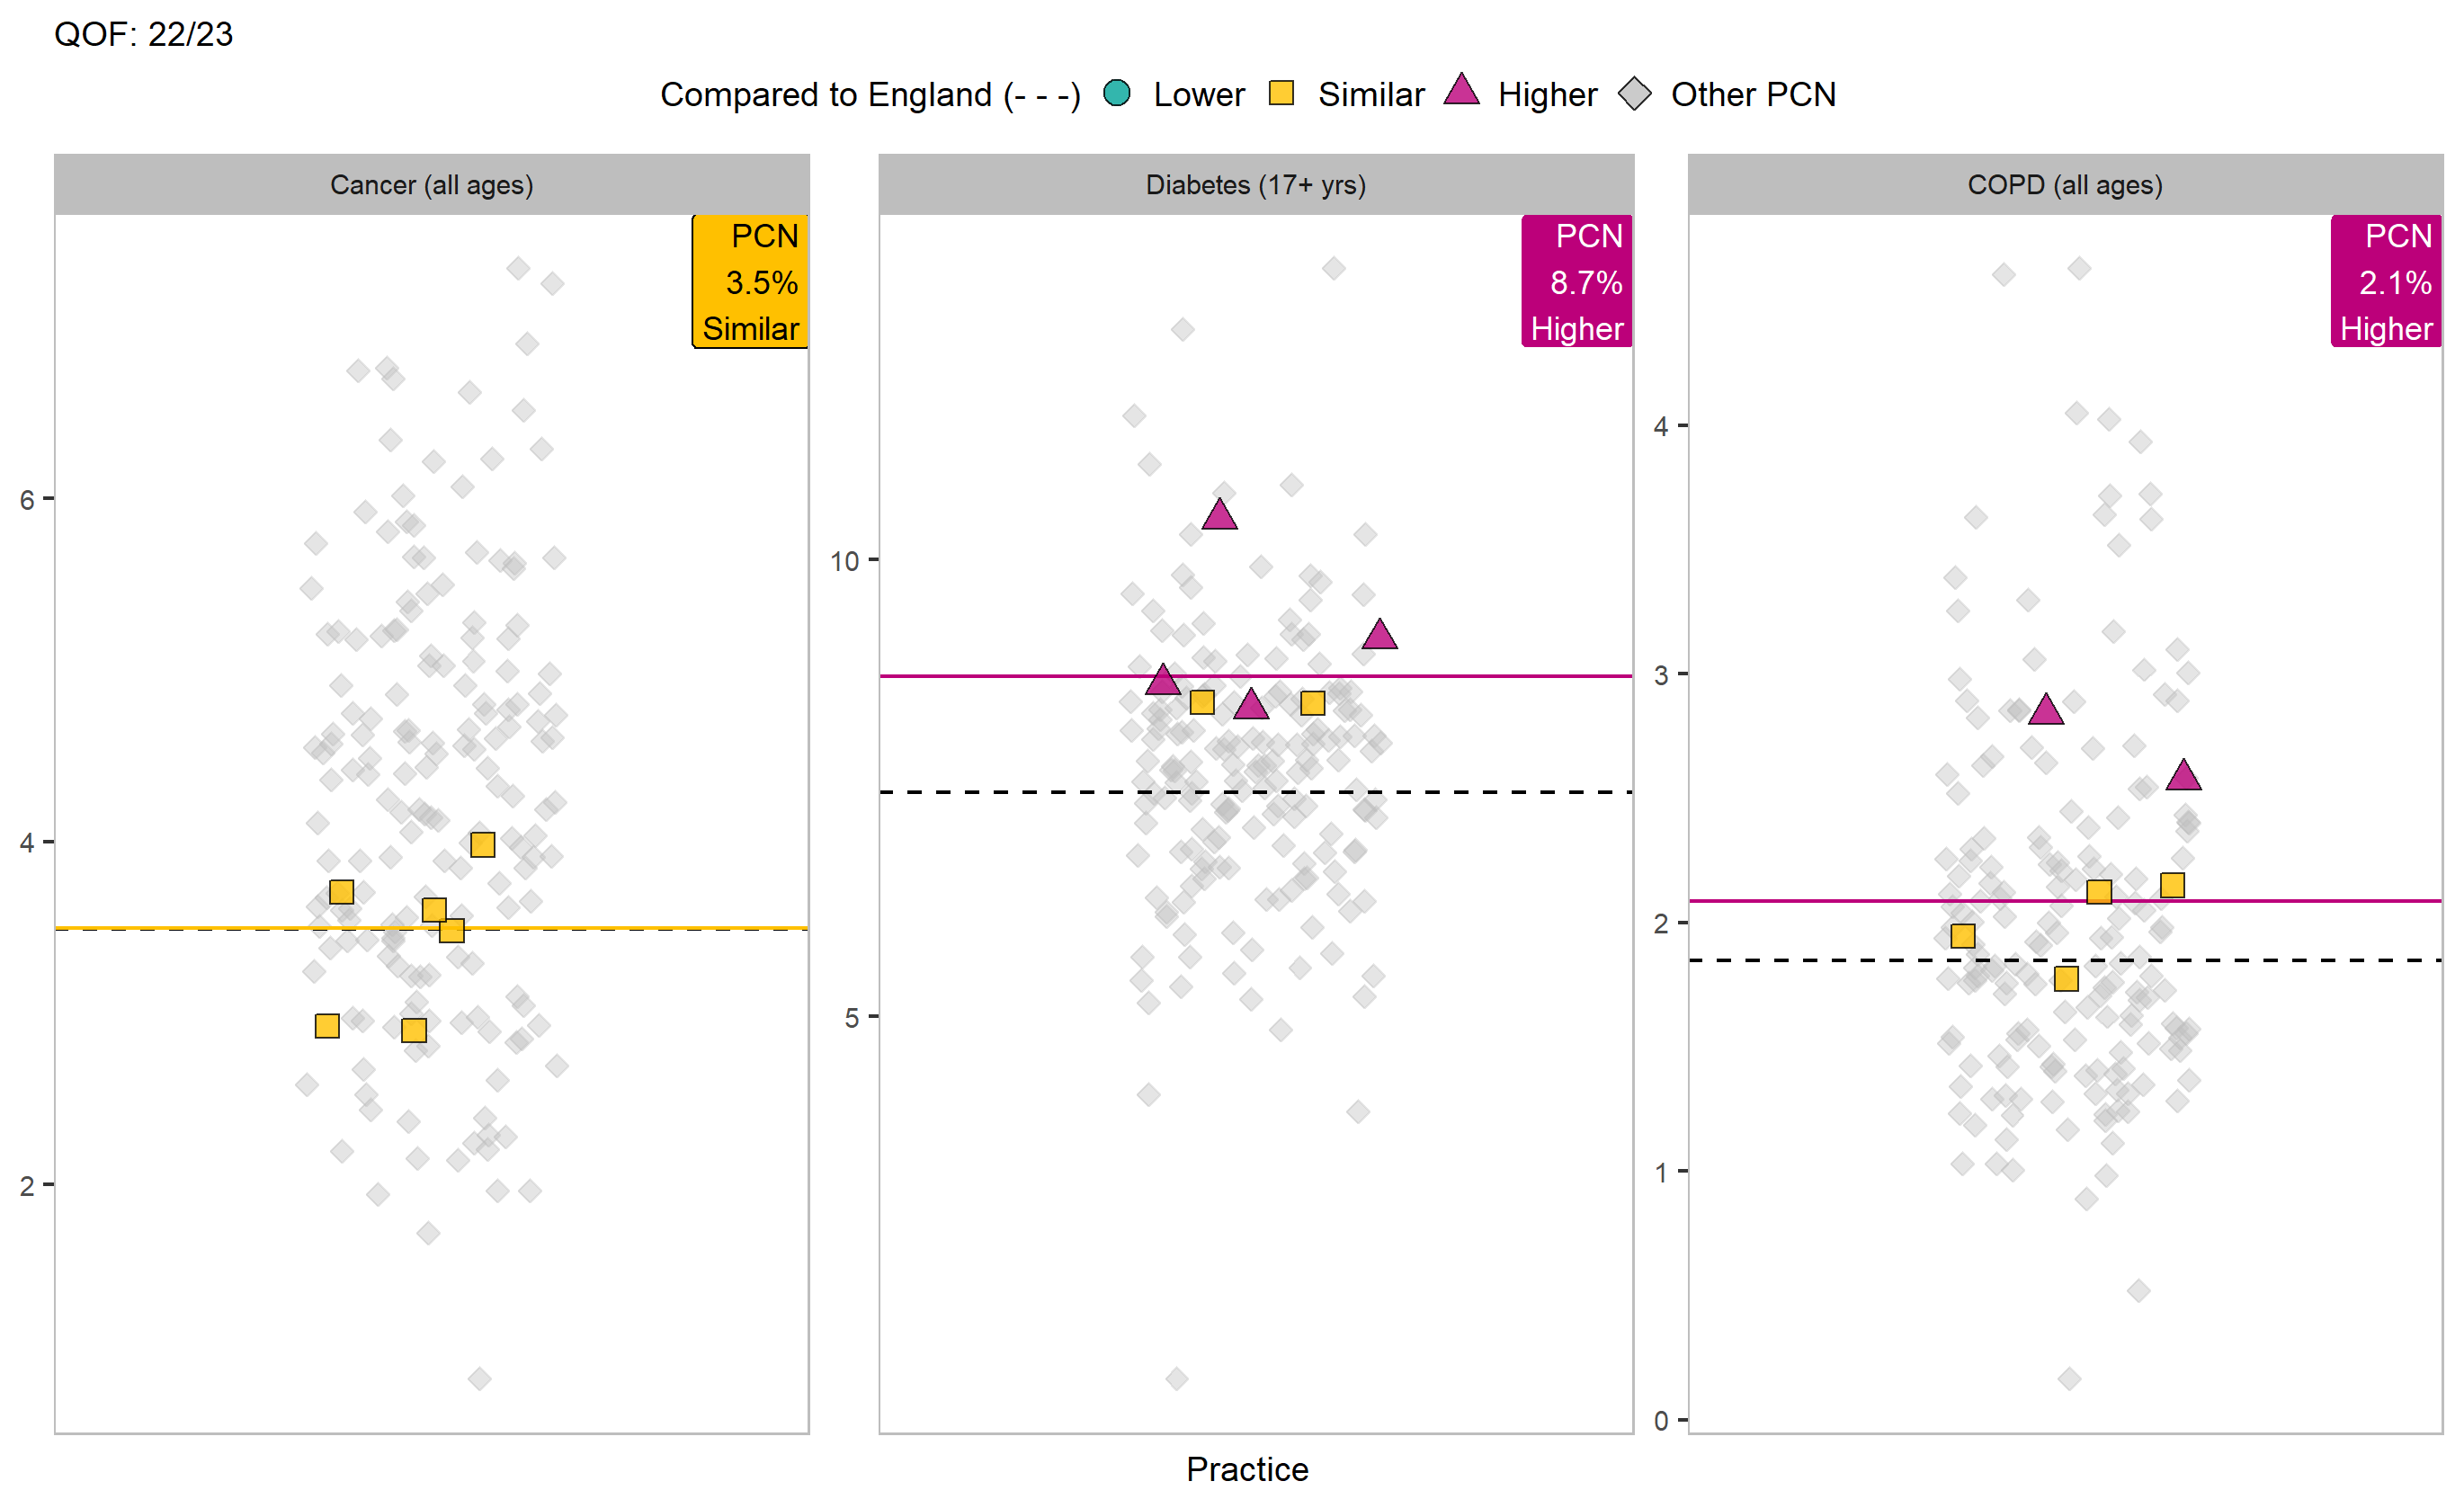 QOF: 22/23
Compared to England (- - -) Lower Similar Higher Other PCN
Cancer (all ages)
PCN
3.5%
Similar
6
4
2
Diabetes (17+ yrs)
PCN
8.7%
Higher
10
5
COPD (all ages)
PCN
2.1%
Higher
4
3
2
1
0
Practice